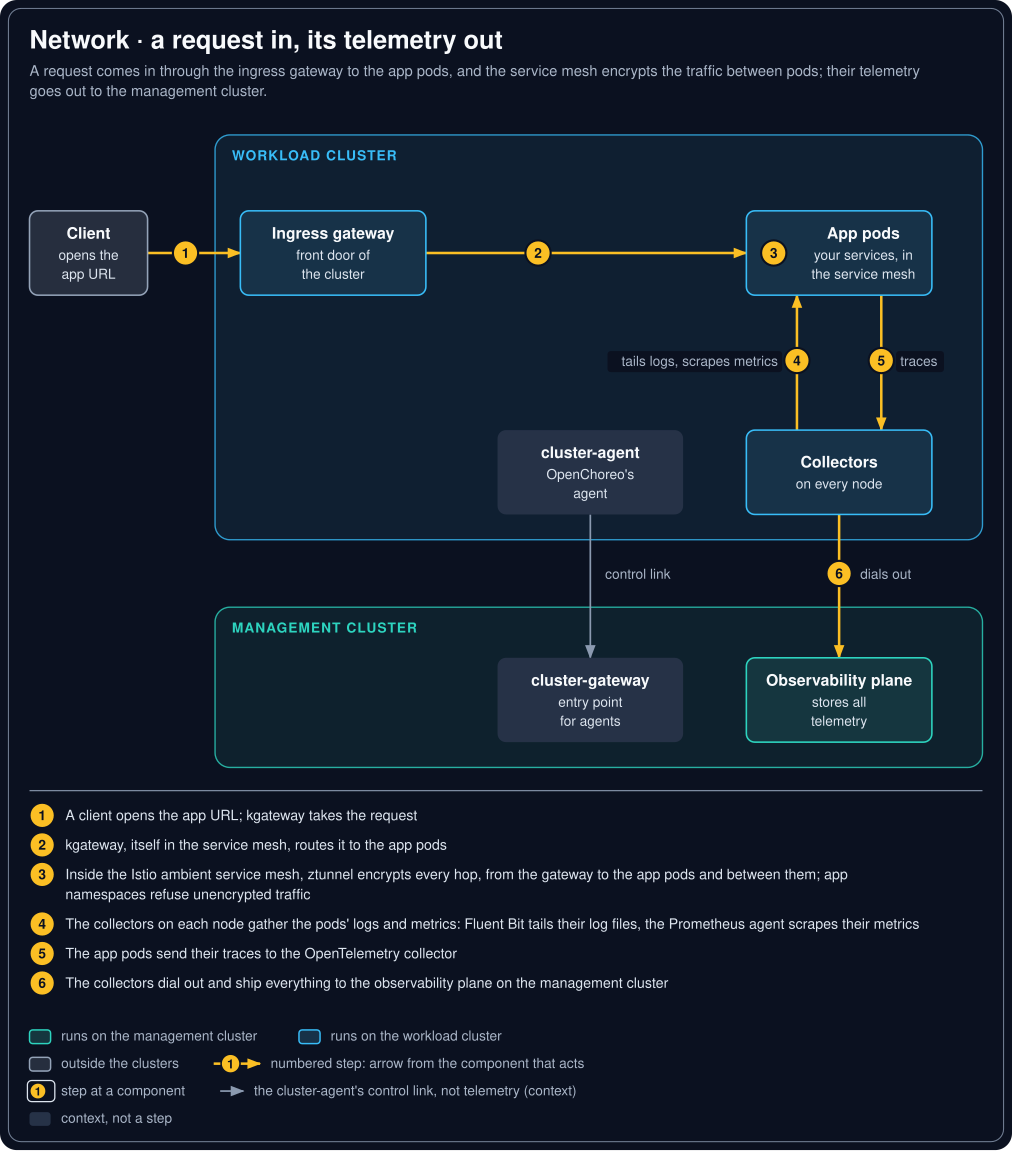 Network · a request in, its telemetry out
A request comes in through the ingress gateway to the app pods, and the service mesh encrypts the traffic between pods; their telemetry
goes out to the management cluster.
WORKLOAD CLUSTER
Client
opens the
app URL
1
Ingress gateway
front door of
the cluster
2
3
App pods
your services, in
the service mesh
tails logs, scrapes metrics
4
5
traces
cluster-agent
OpenChoreo's
agent
Collectors
on every node
control link
6
dials out
MANAGEMENT CLUSTER
cluster-gateway
entry point
for agents
Observability plane
stores all
telemetry
1 A client opens the app URL; kgateway takes the request
2 kgateway, itself in the service mesh, routes it to the app pods
3 Inside the Istio ambient service mesh, ztunnel encrypts every hop, from the gateway to the app pods and between them; app
namespaces refuse unencrypted traffic
4 The collectors on each node gather the pods' logs and metrics: Fluent Bit tails their log files, the Prometheus agent scrapes their metrics
5 The app pods send their traces to the OpenTelemetry collector
6 The collectors dial out and ship everything to the observability plane on the management cluster
runs on the management cluster
runs on the workload cluster
outside the clusters
1 numbered step: arrow from the component that acts
1 step at a component
the cluster-agent's control link, not telemetry (context)
context, not a step